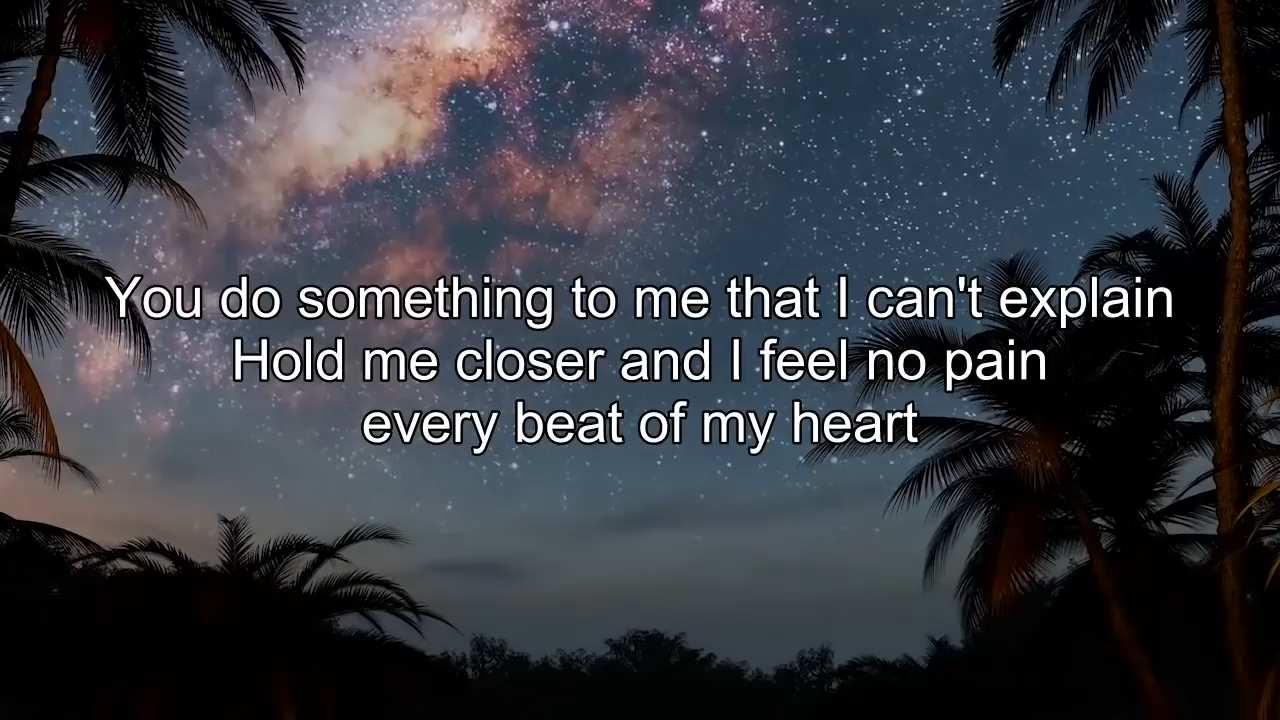 You do something to me that I can't explain
Hold me closer and I feel no pain
every beat of my heart